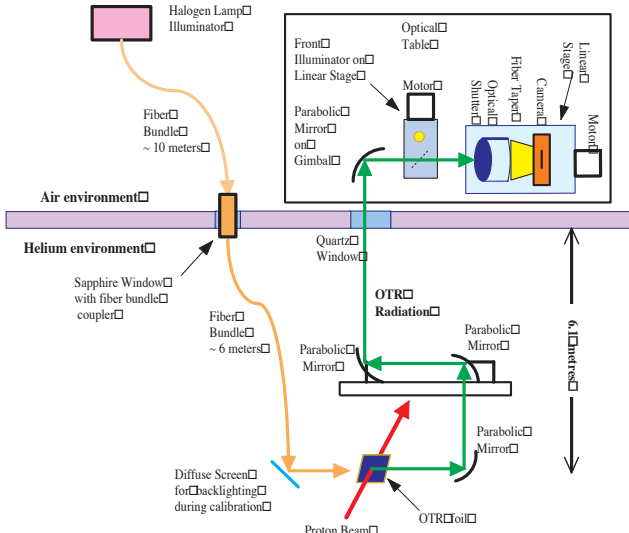 Halogen Lamp
Illuminator
Optical
Table
Front
Illuminator on
Linear Stage
Motor
Parabolic
Mirror
on
Gimbal
Optical
Shutter
Fiber Taper
Camera
Linear
Stage
Motor
Fiber
Bundle
~ 10 meters
Air environment
Helium environment
Quartz
Window
Sapphire Window
with fiber bundle
coupler
OTR
Radiation
Fiber
Bundle
~ 6 meters
Parabolic
Mirror
Parabolic
Mirror
6.1 metres
Parabolic
Mirror
Diffuse Screen
for backlighting
during calibration
OTR foil
Proton Beam